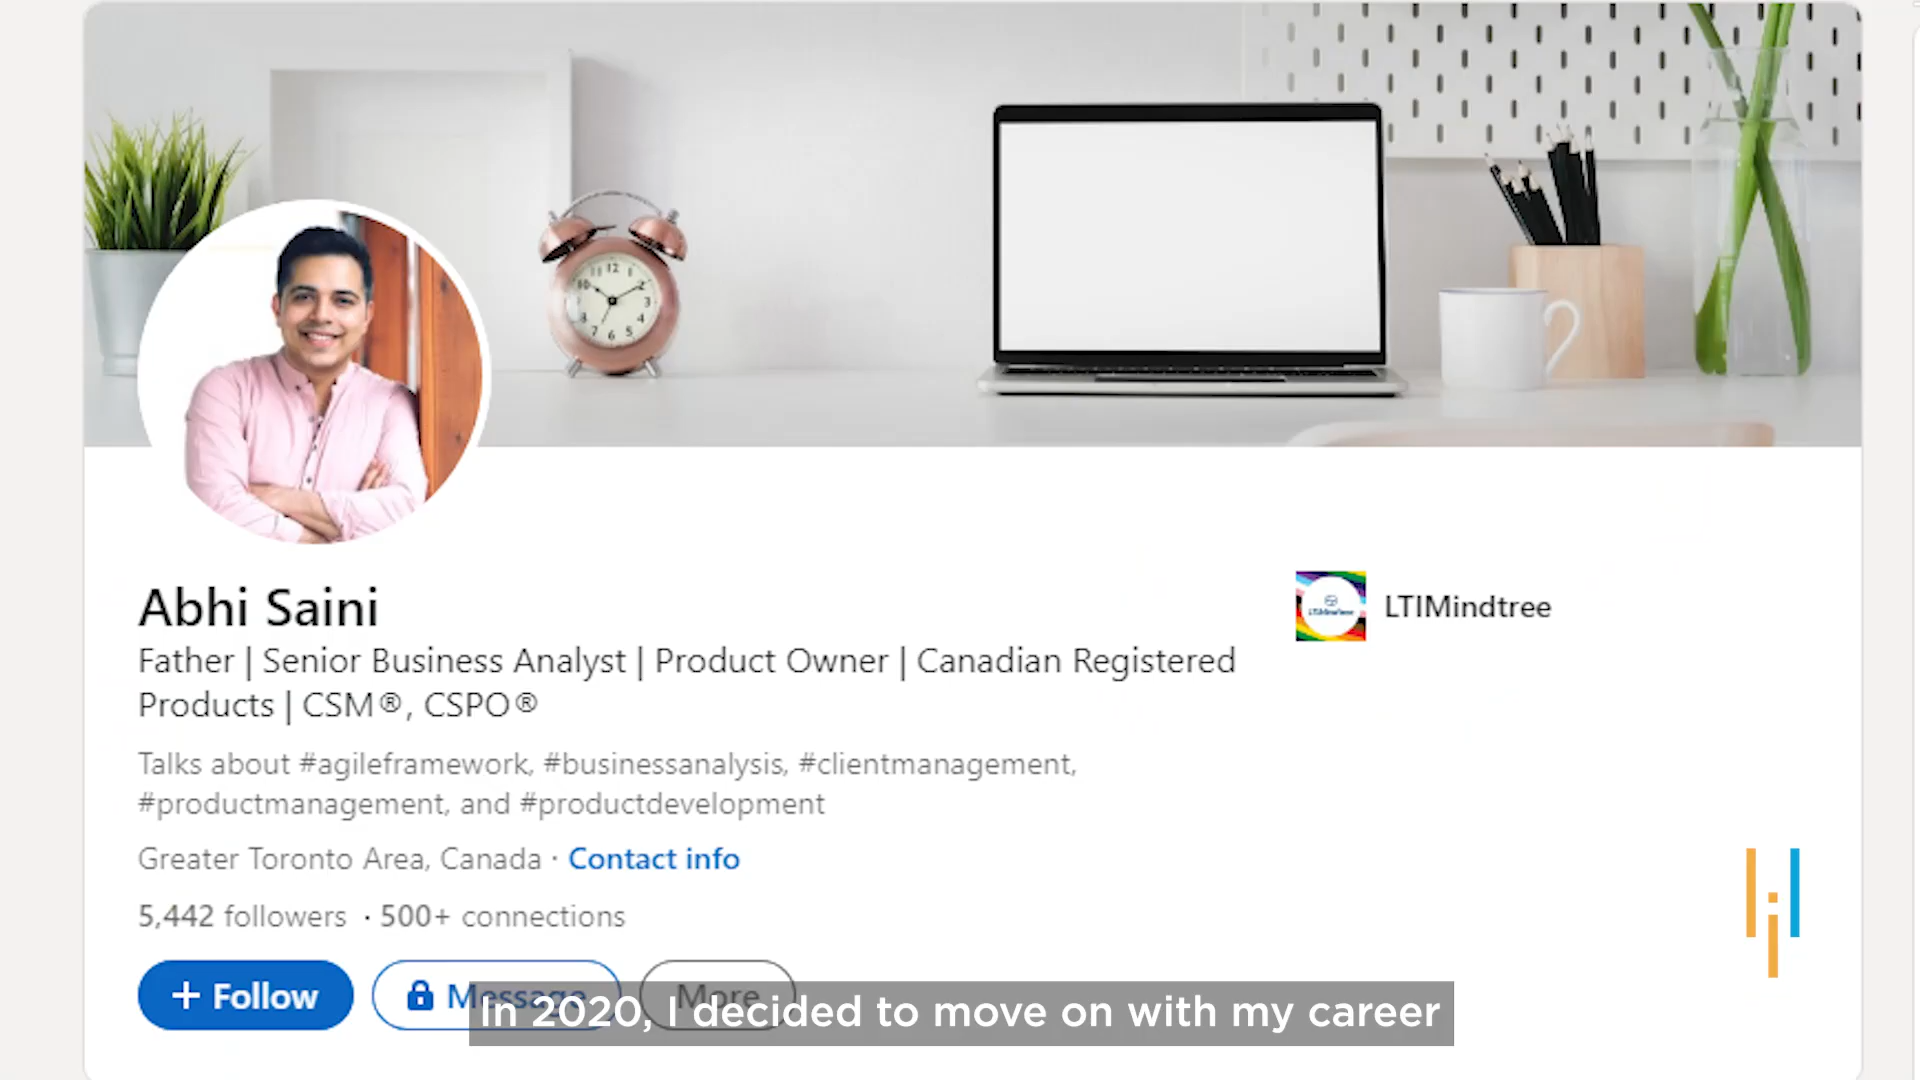 Abhi Saini
LTIMindtree
Father | Senior Business Analyst | Product Owner | Canadian Registered
Products | CSM®, CSPO®
Talks about #agileframework, #businessanalysis, #clientmanagement,
#productmanagement, and #productdevelopment
Greater Toronto Area, Canada · Contact info
5,442 followers · 500+ connections
+ Follow
Message
More
In 2020, I decided to move on with my career